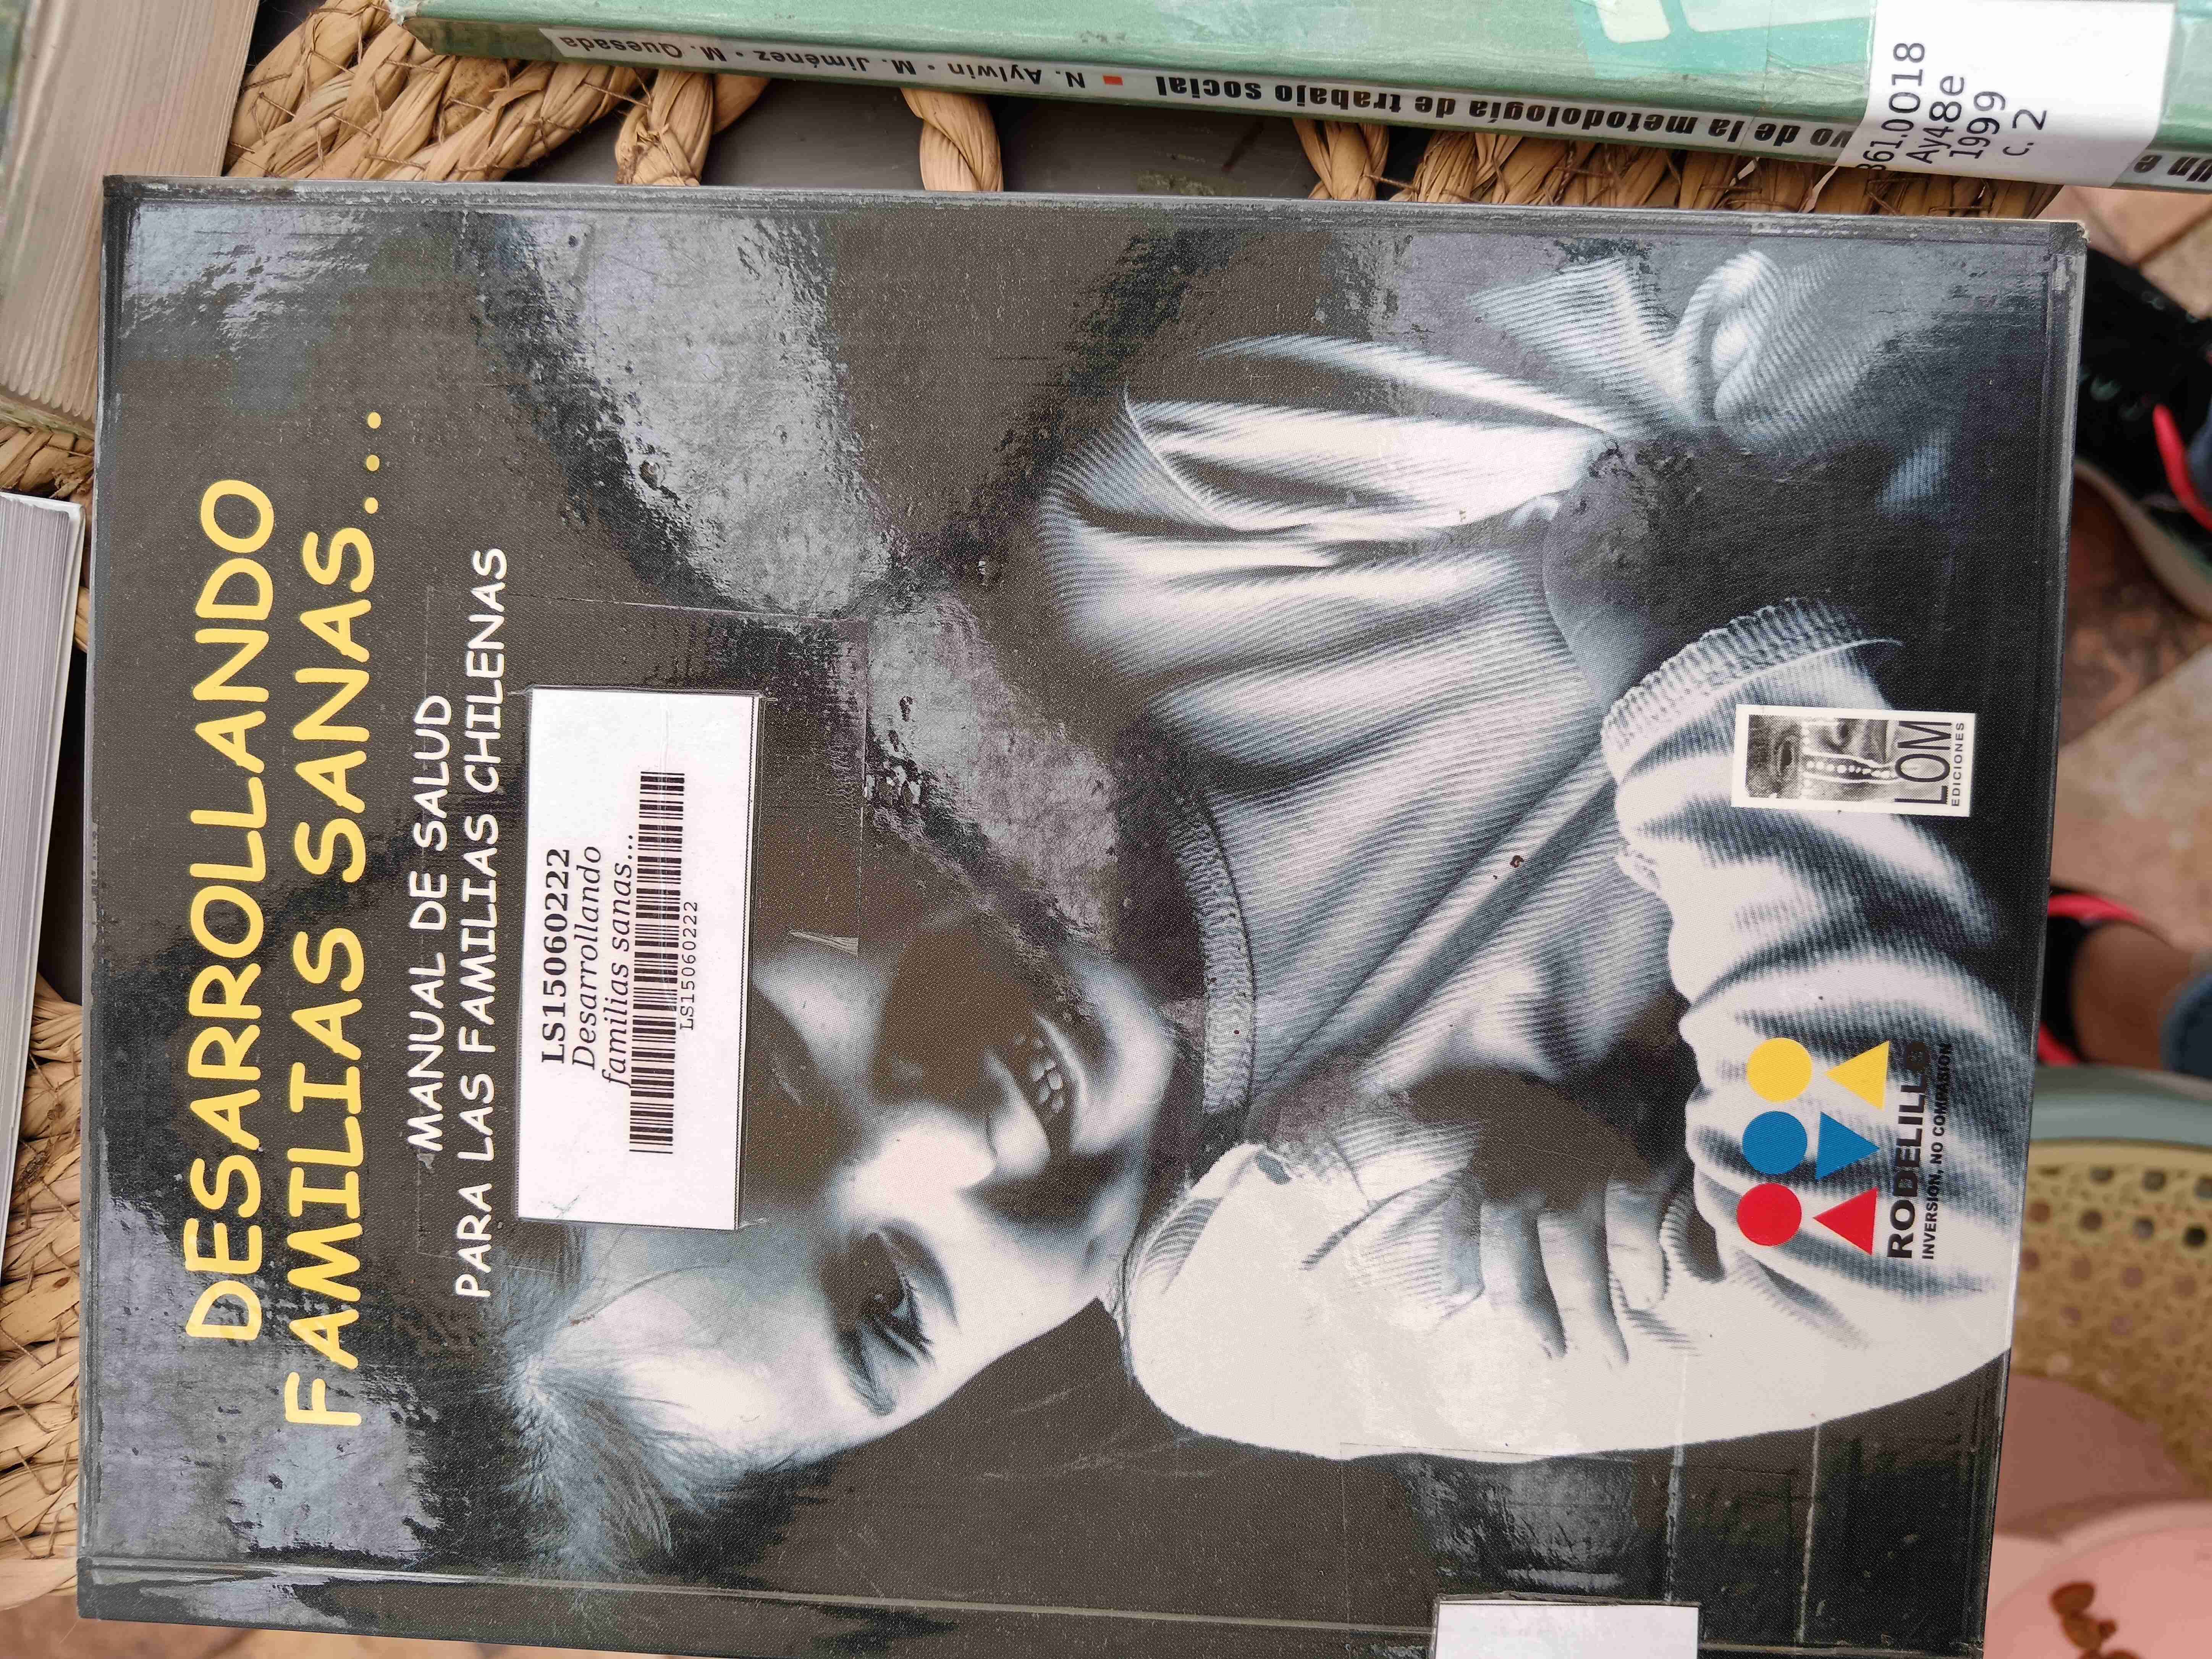 DESARROLLANDO
FAMILIAS SANAS....
MANUAL DE SALUD
PARA LAS FAMILIAS CHILENAS
LS15060222
Desarrollando
familias sanas....
LS15060222
RODELILLO
INVERSION, NO COMPASION
LOM
EDICIONES
vo de la metodología de trabajo social ▪ N. Aylwin · M. Jiménez · M. Quesada
361.0018
Ay48e
1999
c. 2